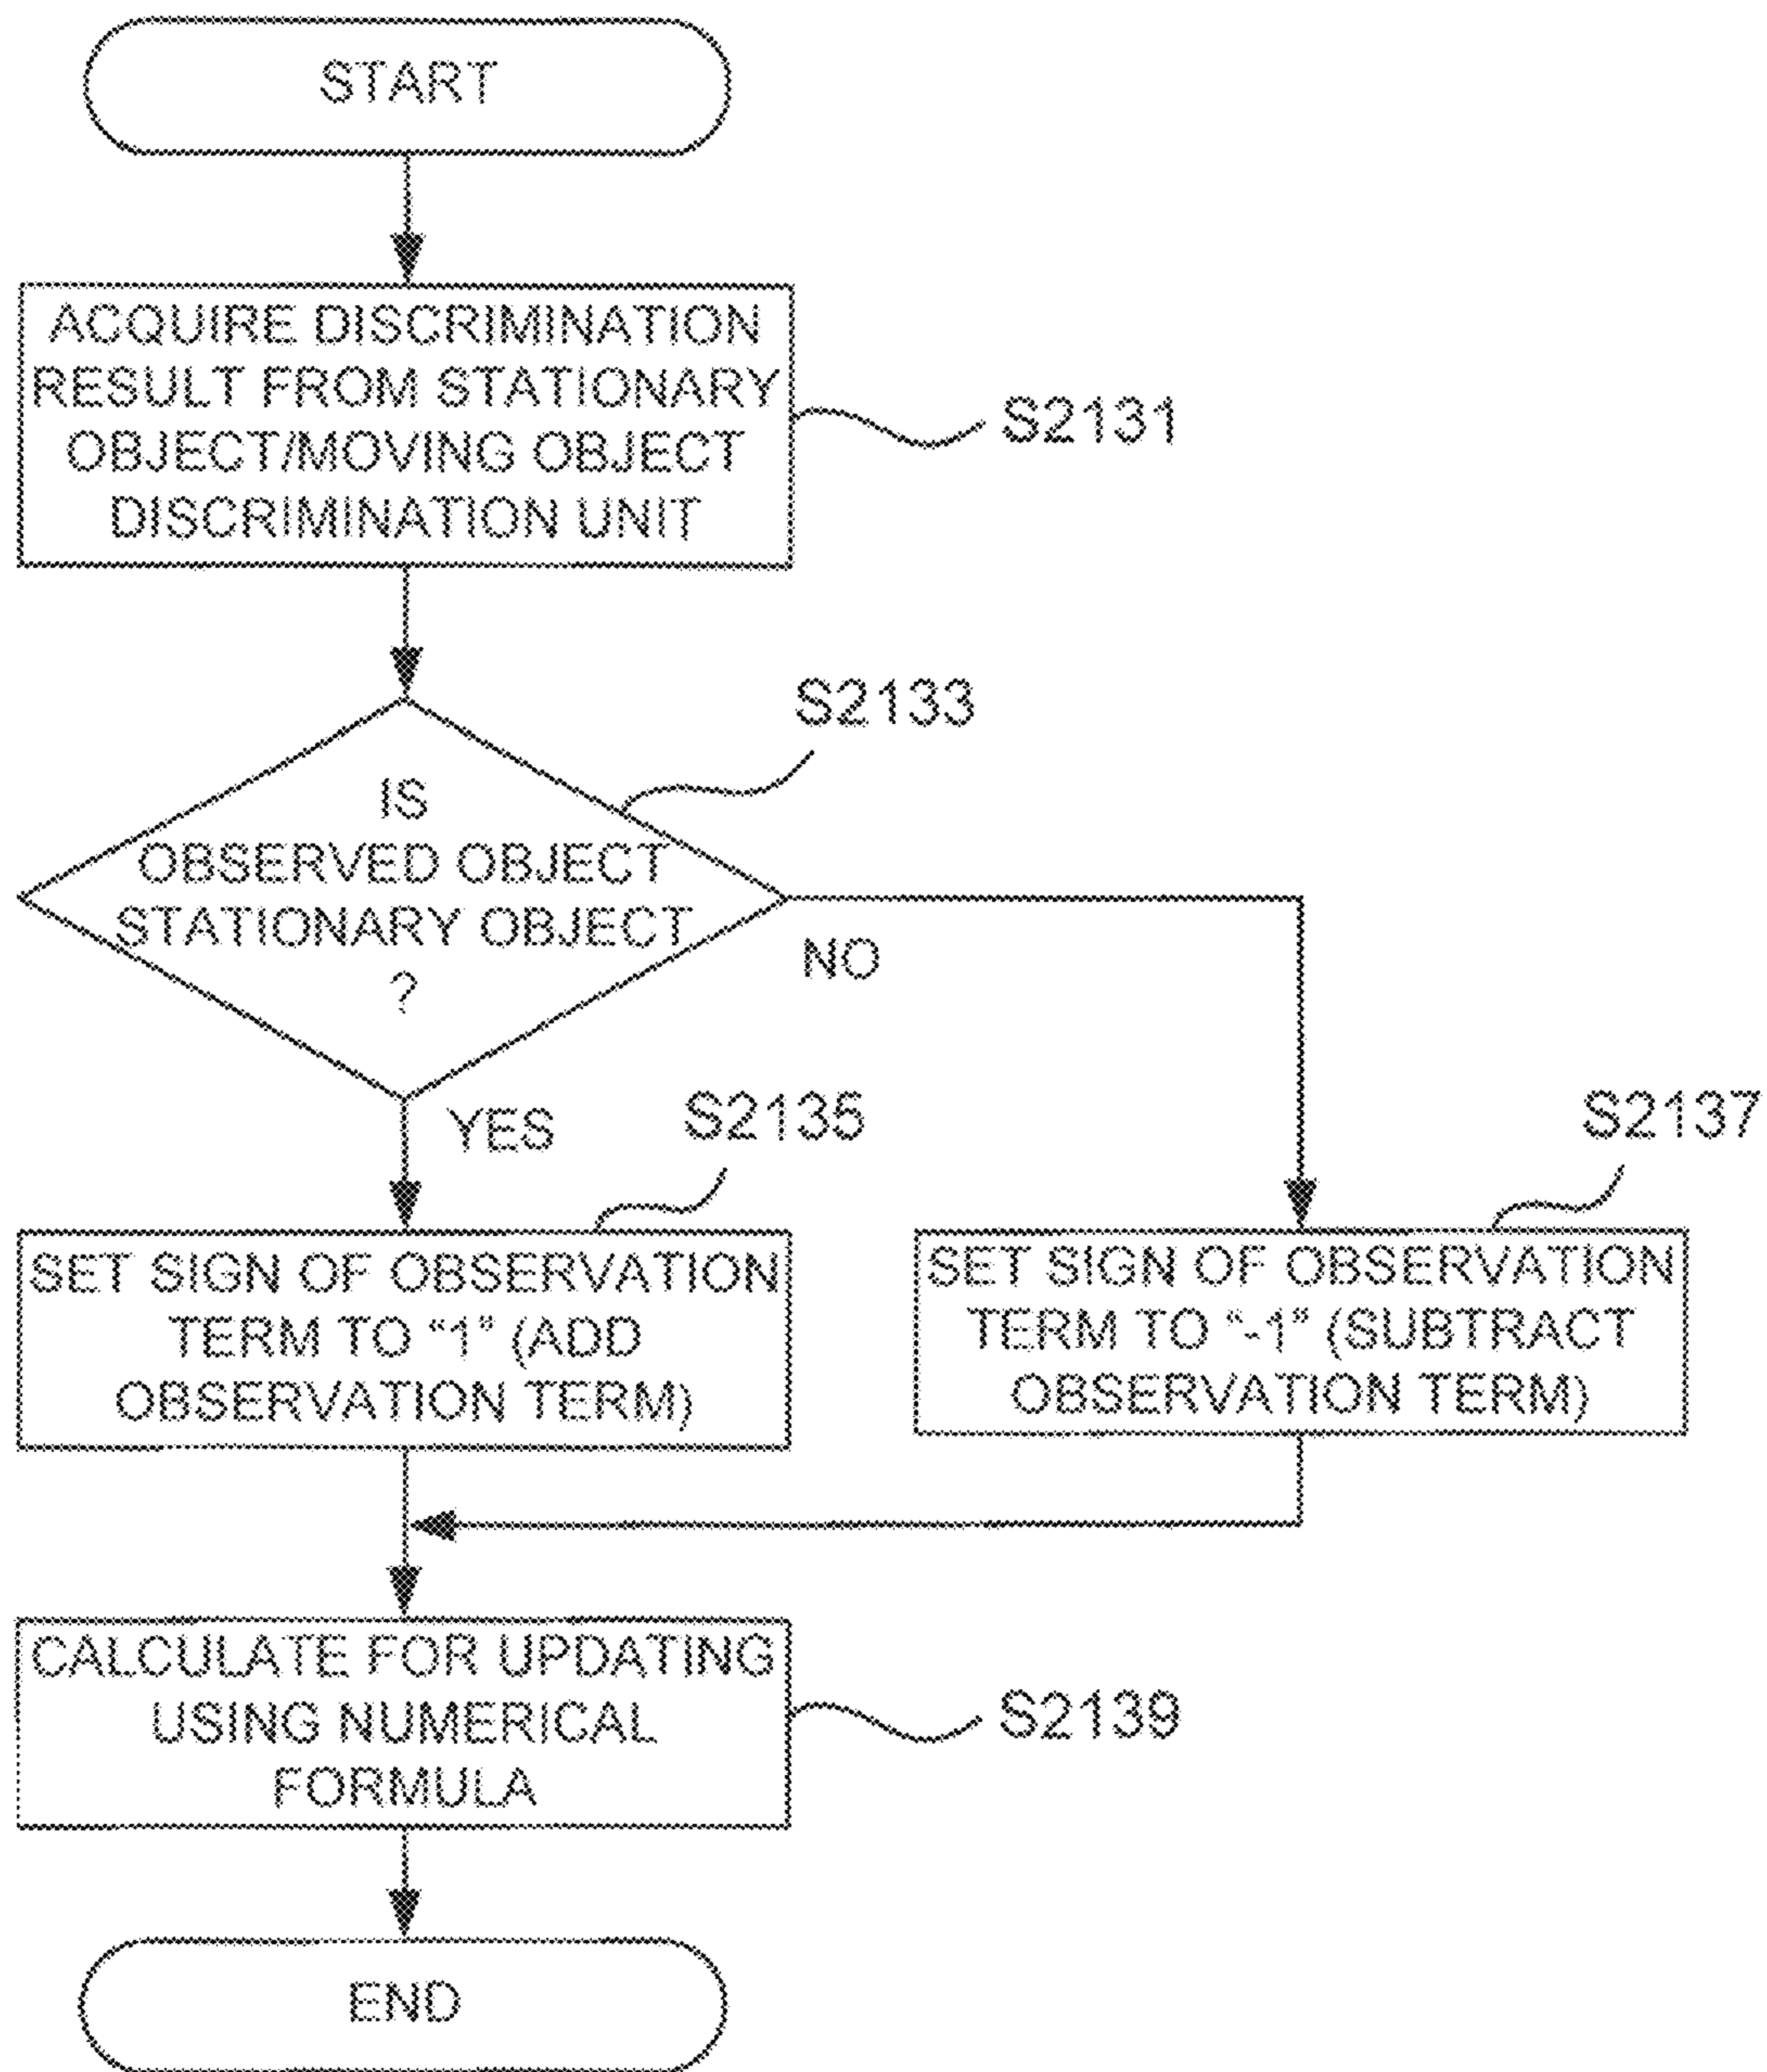 START
ACQUIRE DISCRIMINATION
RESULT FROM STATIONARY
OBJECT/MOVING OBJECT
DISCRIMINATION UNIT
S2131
S2133
IS
OBSERVED OBJECT
STATIONARY OBJECT
?
NO
YES
S2135
S2137
SET SIGN OF OBSERVATION
TERM TO “1” (ADD
OBSERVATION TERM)
SET SIGN OF OBSERVATION
TERM TO “-1” (SUBTRACT
OBSERVATION TERM)
CALCULATE FOR UPDATING
USING NUMERICAL
FORMULA
S2139
END